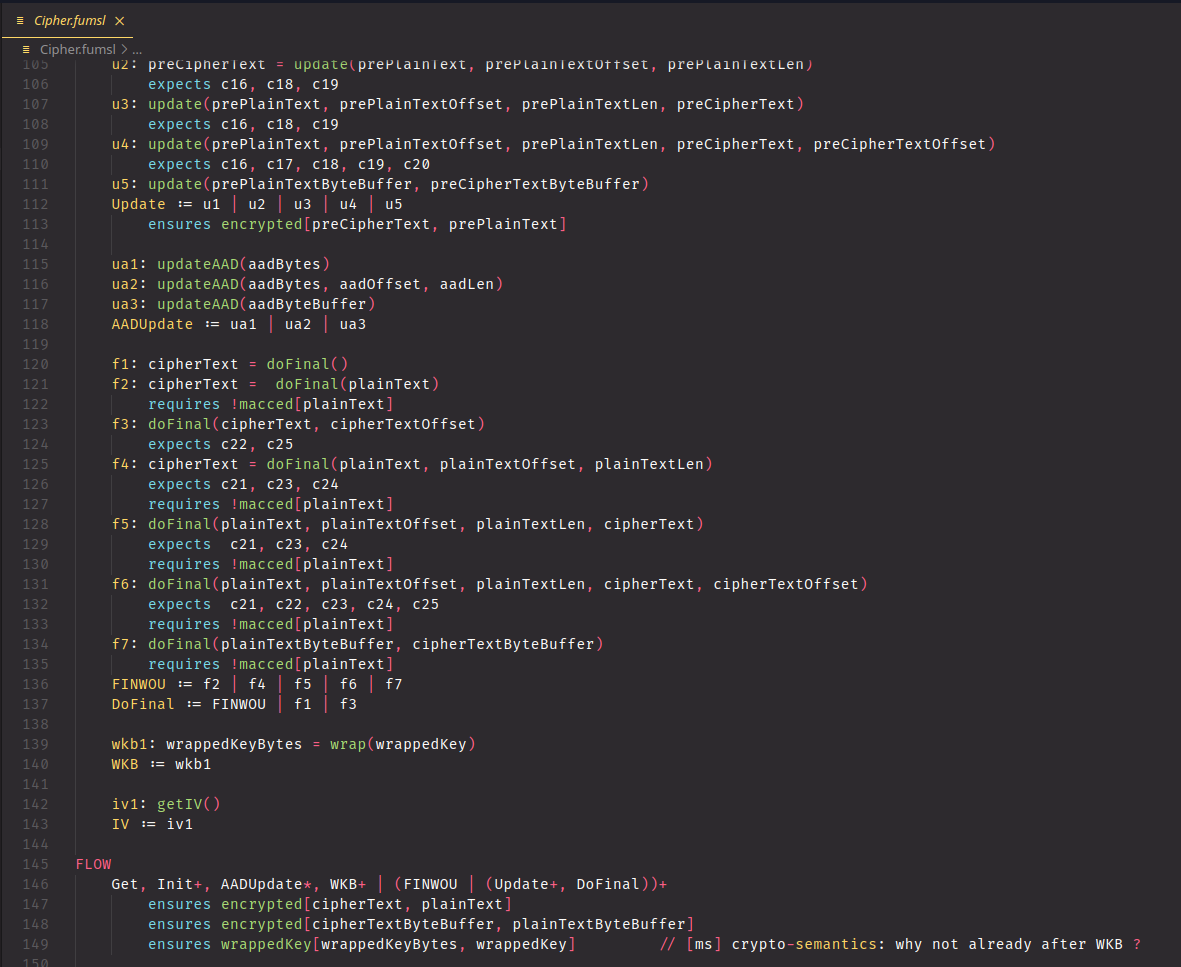 Cipher.fumsl
Cipher.fumsl > ...
105 u2: preCipherText = update(prePlainText, prePlainTextOffset, prePlainTextLen)
106 expects c16, c18, c19
107 u3: update(prePlainText, prePlainTextOffset, prePlainTextLen, preCipherText)
108 expects c16, c18, c19
109 u4: update(prePlainText, prePlainTextOffset, prePlainTextLen, preCipherText, preCipherTextOffset)
110 expects c16, c17, c18, c19, c20
111 u5: update(prePlainTextByteBuffer, preCipherTextByteBuffer)
112 Update := u1 | u2 | u3 | u4 | u5
113 ensures encrypted[preCipherText, prePlainText]
114
115 ua1: updateAAD(aadBytes)
116 ua2: updateAAD(aadBytes, aadOffset, aadLen)
117 ua3: updateAAD(aadByteBuffer)
118 AADUpdate := ua1 | ua2 | ua3
119
120 f1: cipherText = doFinal()
121 f2: cipherText =  doFinal(plainText)
122 requires !macced[plainText]
123 f3: doFinal(cipherText, cipherTextOffset)
124 expects c22, c25
125 f4: cipherText = doFinal(plainText, plainTextOffset, plainTextLen)
126 expects c21, c23, c24
127 requires !macced[plainText]
128 f5: doFinal(plainText, plainTextOffset, plainTextLen, cipherText)
129 expects  c21, c23, c24
130 requires !macced[plainText]
131 f6: doFinal(plainText, plainTextOffset, plainTextLen, cipherText, cipherTextOffset)
132 expects  c21, c22, c23, c24, c25
133 requires !macced[plainText]
134 f7: doFinal(plainTextByteBuffer, cipherTextByteBuffer)
135 requires !macced[plainText]
136 FINWOU := f2 | f4 | f5 | f6 | f7
137 DoFinal := FINWOU | f1 | f3
138
139 wkb1: wrappedKeyBytes = wrap(wrappedKey)
140 WKB := wkb1
141
142 iv1: getIV()
143 IV := iv1
144
145 FLOW
146 Get, Init+, AADUpdate*, WKB+ | (FINWOU | (Update+, DoFinal))+
147 ensures encrypted[cipherText, plainText]
148 ensures encrypted[cipherTextByteBuffer, plainTextByteBuffer]
149 ensures wrappedKey[wrappedKeyBytes, wrappedKey] // [ms] crypto-semantics: why not already after WKB ?
150